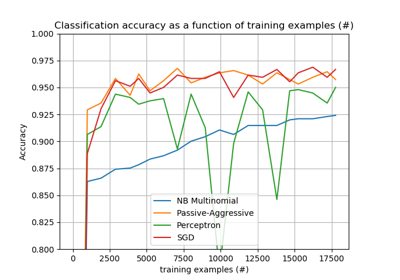 Classification accuracy as a function of training examples (#)
1.000
0.975
0.950
0.925
0.900
0.875
0.850
0.825
0.800
Accuracy
NB Multinomial
Passive-Aggressive
Perceptron
SGD
0 2500 5000 7500 10000 12500 15000 17500
training examples (#)